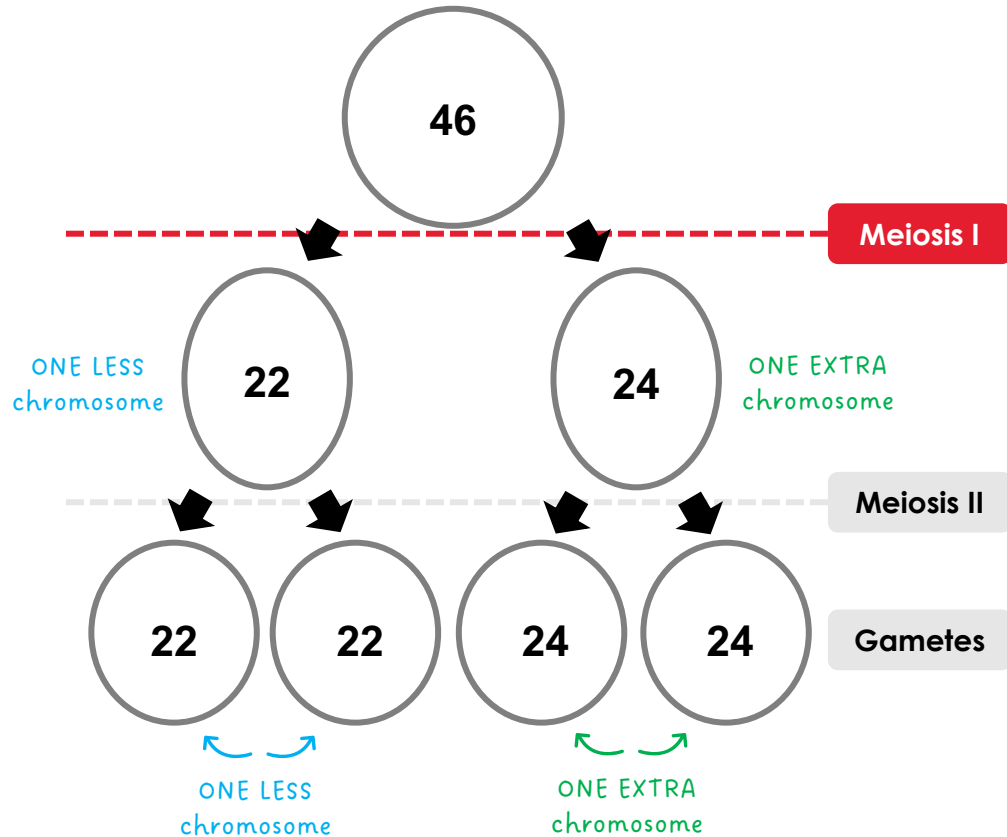 46
Meiosis I
ONE LESS
chromosome
22
24
ONE EXTRA
chromosome
Meiosis II
22
22
24
24
Gametes
ONE LESS
chromosome
ONE EXTRA
chromosome